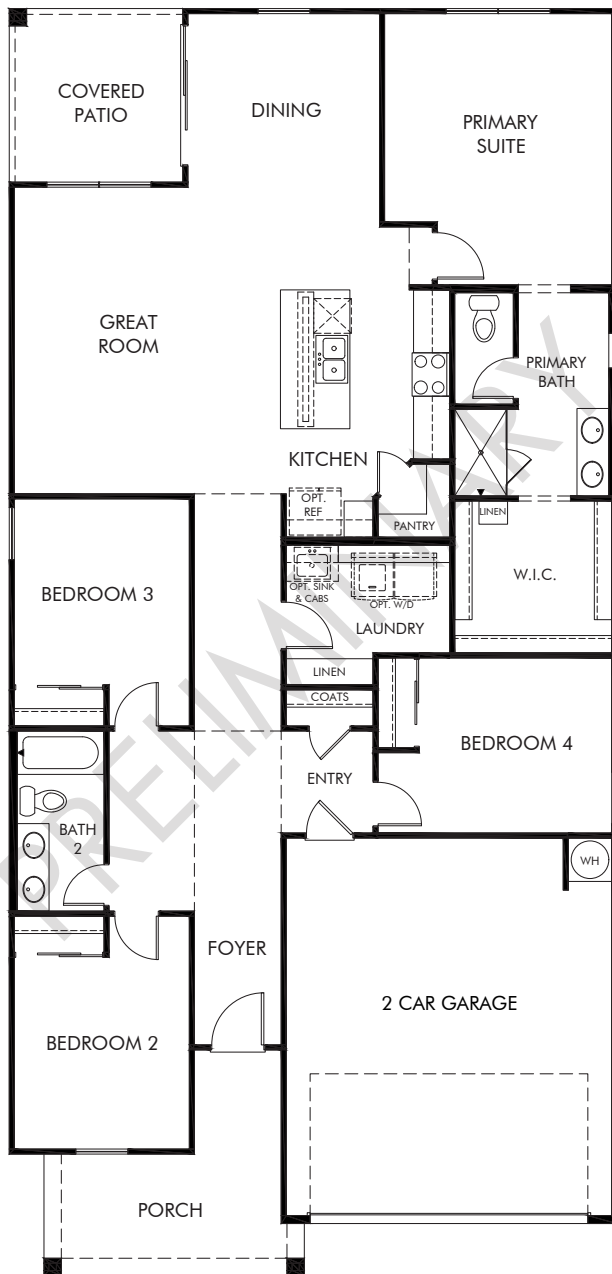 COVERED
PATIO
DINING
PRIMARY
SUITE
GREAT
ROOM
PRIMARY
BATH
KITCHEN
OPT.
REF
PANTRY
LINEN
W.I.C.
BEDROOM 3
OPT. SINK
& CABS
OPT. W/D
LAUNDRY
LINEN
COATS
BEDROOM 4
ENTRY
BATH
2
WH
FOYER
2 CAR GARAGE
BEDROOM 2
PORCH
PRELIMINARY